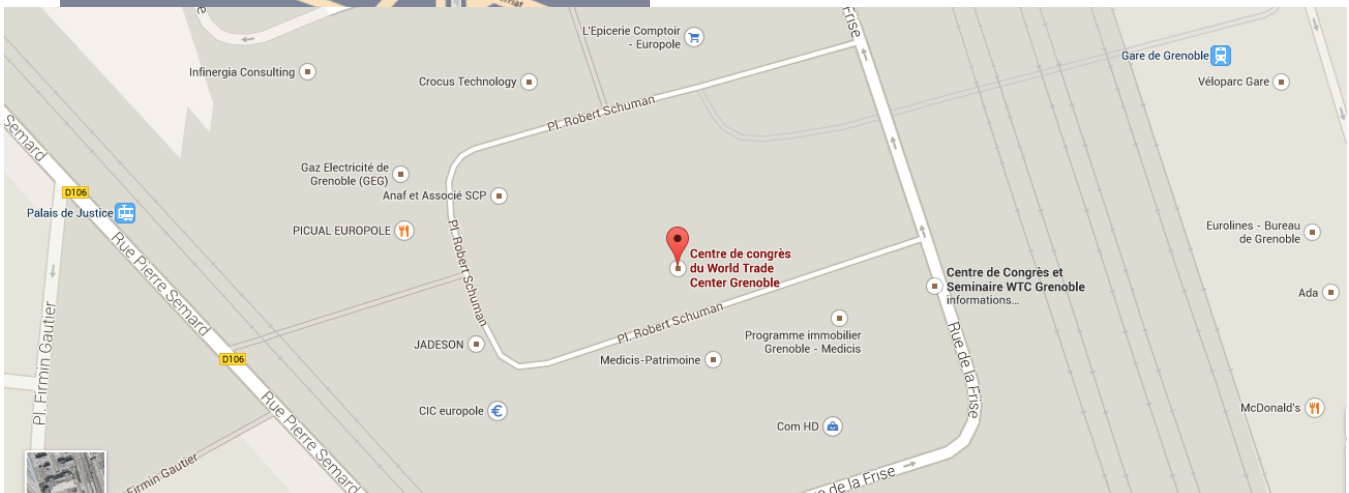 L'Epicerie Comptoir
- Europole
Gare de Grenoble
Infinergia Consulting
Crocus Technology
Véloparc Gare
Pl. Robert Schuman
Frise
Semard
Gaz Electricité de
Grenoble (GEG)
D106
Anaf et Associé SCP
Palais de Justice
PICUAL EUROPOLE
Pl. Robert Schuman
Eurolines - Bureau
de Grenoble
Rue Pierre Semard
Centre de congrès
du World Trade
Center Grenoble
Centre de Congrès et
Seminaire WTC Grenoble
informations...
Ada
Pl. Robert Schuman
Programme immobilier
Grenoble - Medicis
JADESON
Medicis-Patrimoine
D106
Rue de la Frise
Pl. Firmin Gautier
CIC europole
McDonald's
Com HD
Rue Pierre Semard
Firmin Gautier
de la Frise